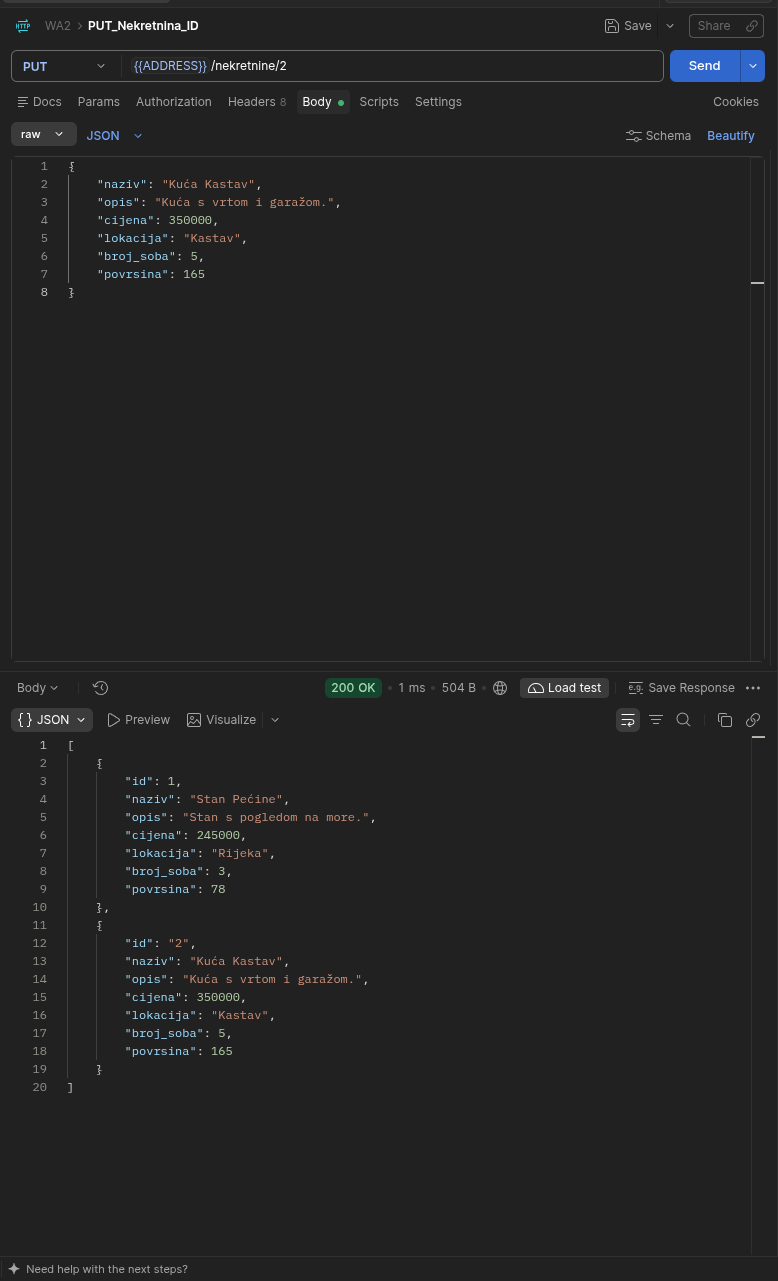 WA2 > PUT_Nekretnina_ID Save Share
PUT {{ADDRESS}} /nekretnine/2 Send
Docs Params Authorization Headers 8 Body Scripts Settings Cookies
raw JSON Schema Beautify
1 {
2 "naziv": "Kuća Kastav",
3 "opis": "Kuća s vrtom i garažom.",
4 "cijena": 350000,
5 "lokacija": "Kastav",
6 "broj_soba": 5,
7 "povrsina": 165
8 }
Body 200 OK • 1 ms • 504 B • Load test e.g. Save Response •••
{} JSON Preview Visualize
1 [
2 {
3 "id": 1,
4 "naziv": "Stan Pećine",
5 "opis": "Stan s pogledom na more.",
6 "cijena": 245000,
7 "lokacija": "Rijeka",
8 "broj_soba": 3,
9 "povrsina": 78
10 },
11 {
12 "id": "2",
13 "naziv": "Kuća Kastav",
14 "opis": "Kuća s vrtom i garažom.",
15 "cijena": 350000,
16 "lokacija": "Kastav",
17 "broj_soba": 5,
18 "povrsina": 165
19 }
20 ]
Need help with the next steps?